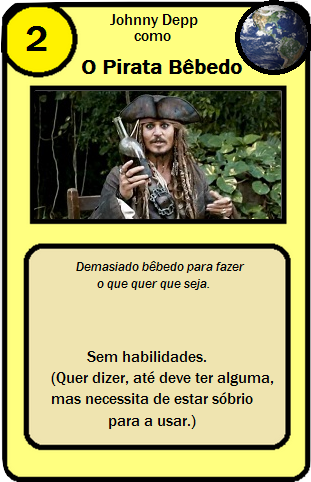 2
Johnny Depp
como
O Pirata Bêbedo
Demasiado bêbedo para fazer
o que quer que seja.
Sem habilidades.
(Quer dizer, até deve ter alguma,
mas necessita de estar sóbrio
para a usar.)